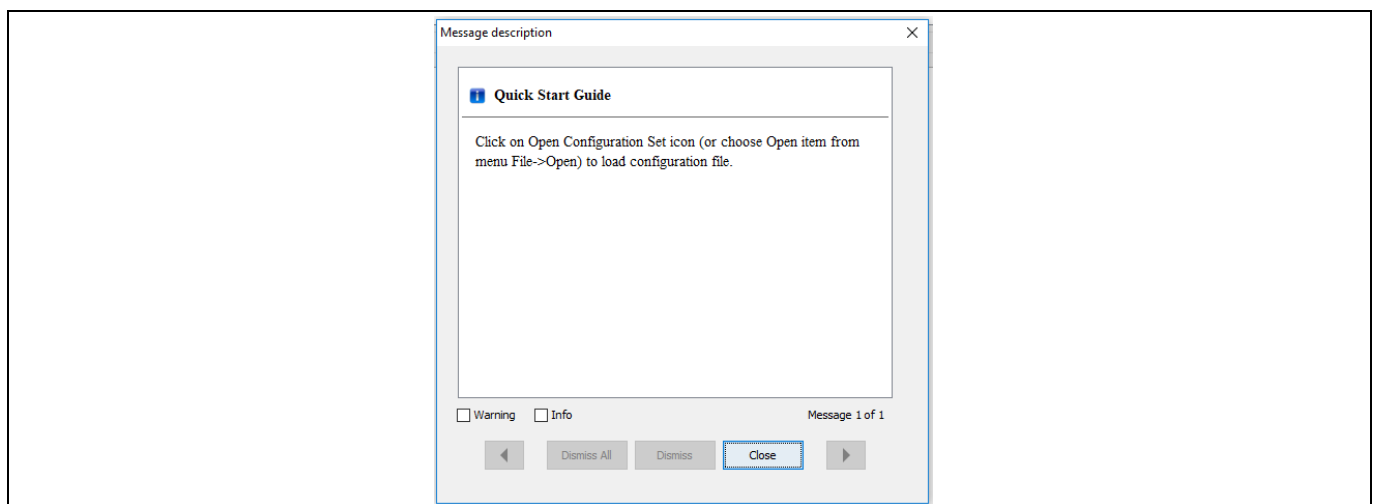 Message description
Quick Start Guide
Click on Open Configuration Set icon (or choose Open item from
menu File->Open) to load configuration file.
Warning Info Message 1 of 1
Dismiss All Dismiss Close